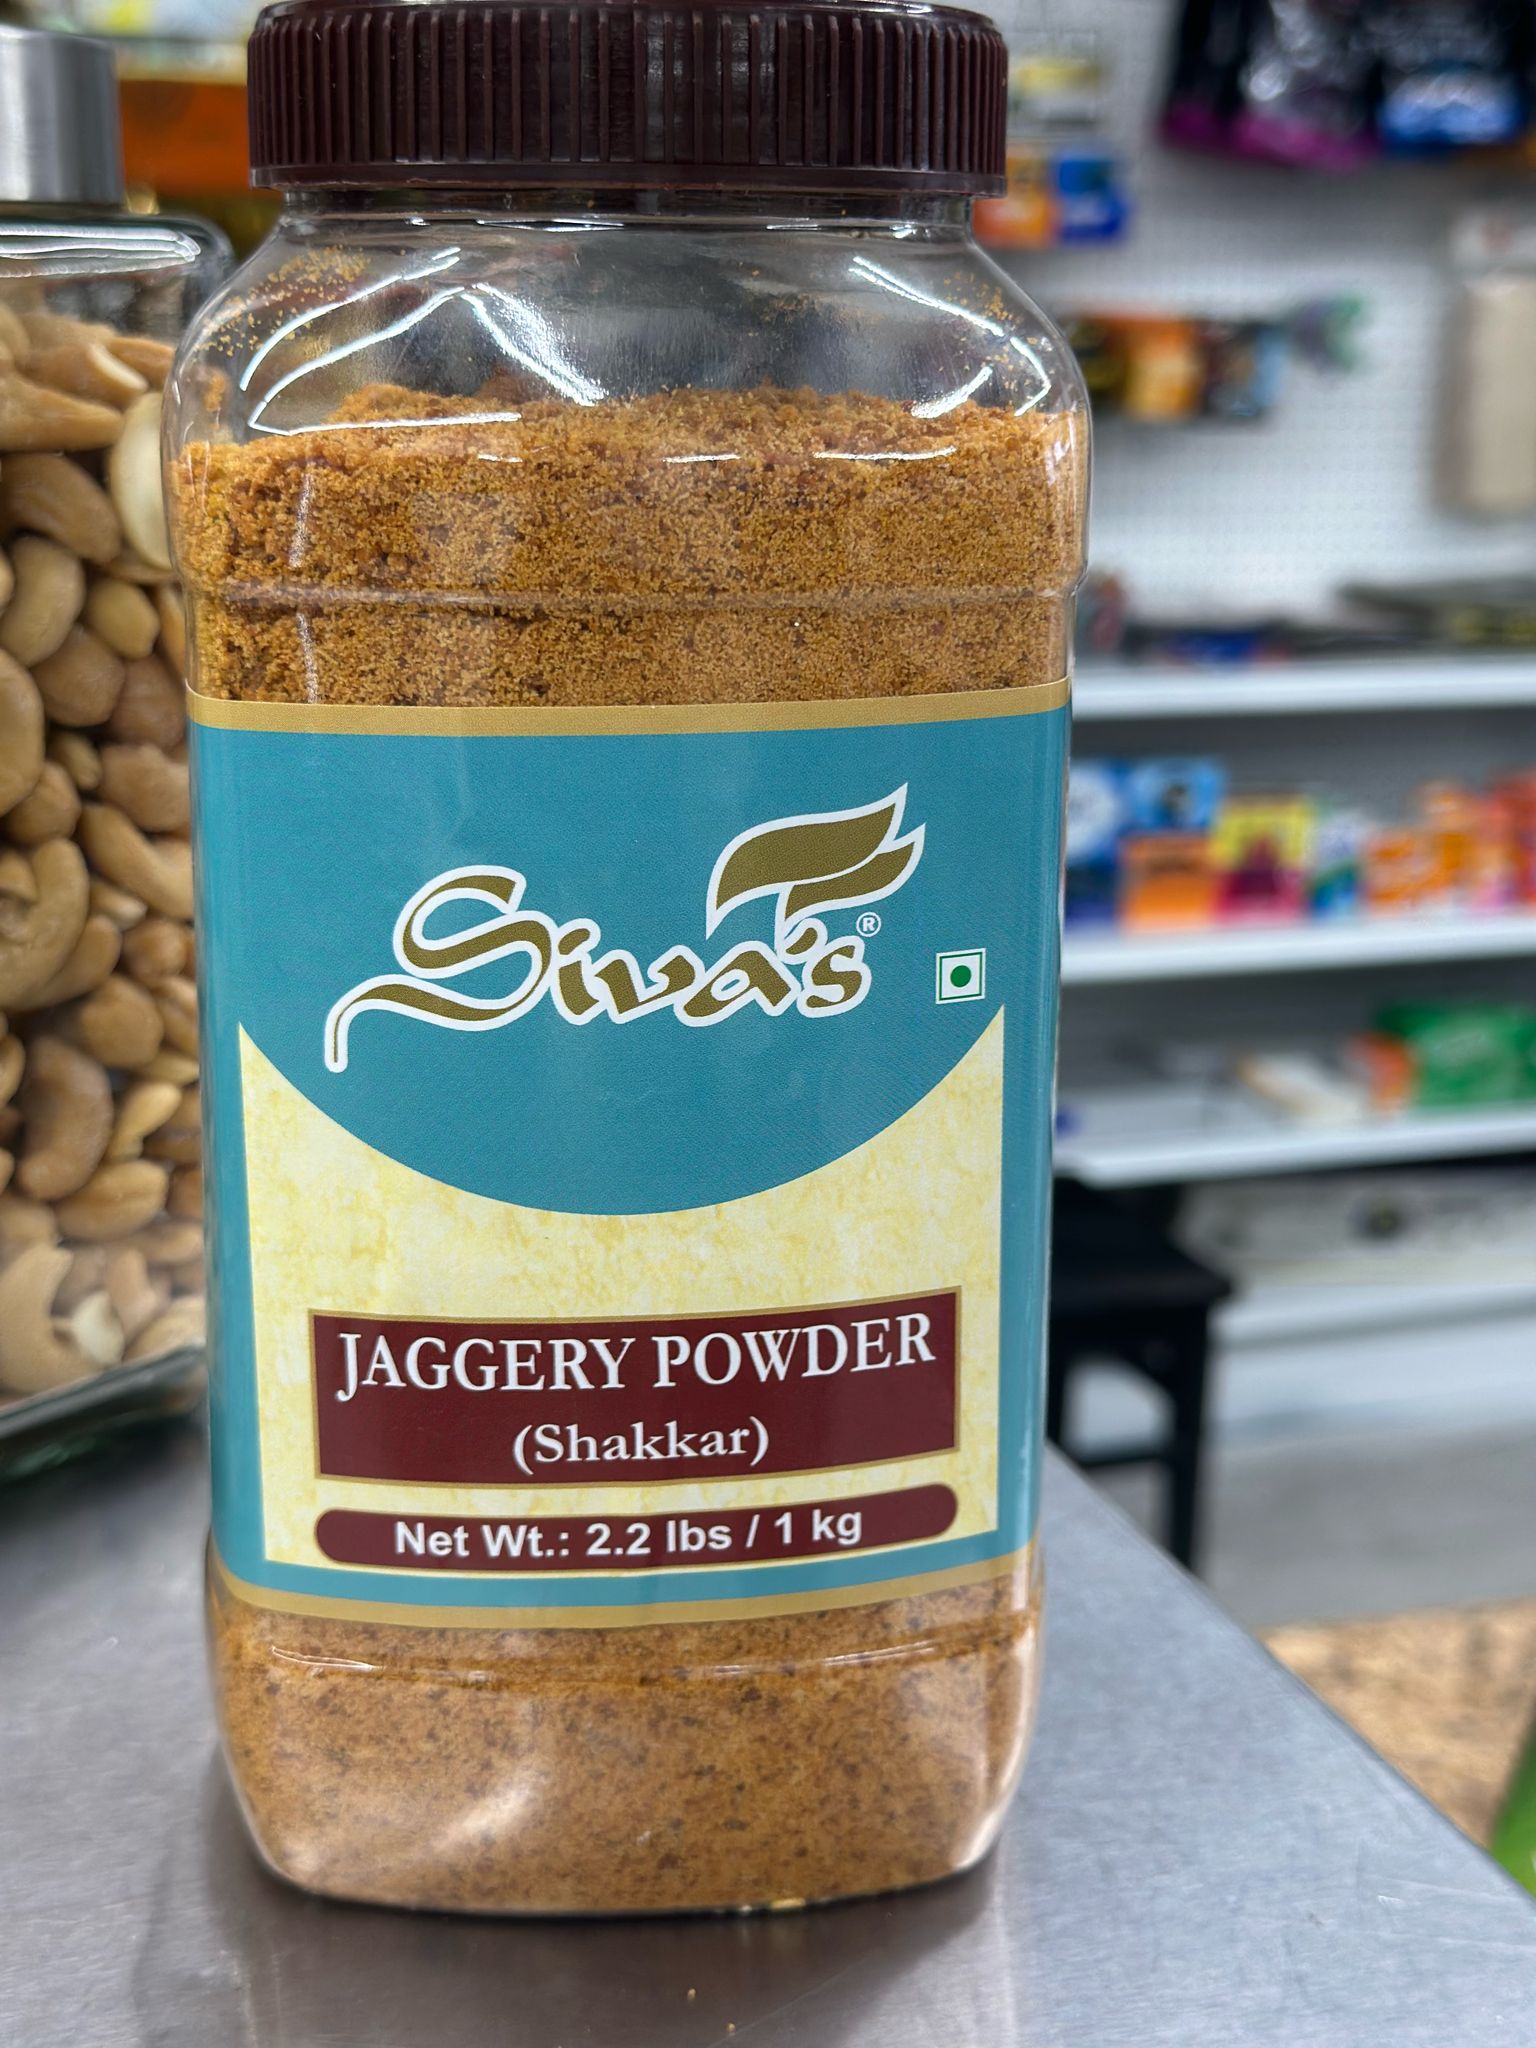 Siva's®
JAGGERY POWDER
(Shakkar)
Net Wt.: 2.2 lbs / 1 kg